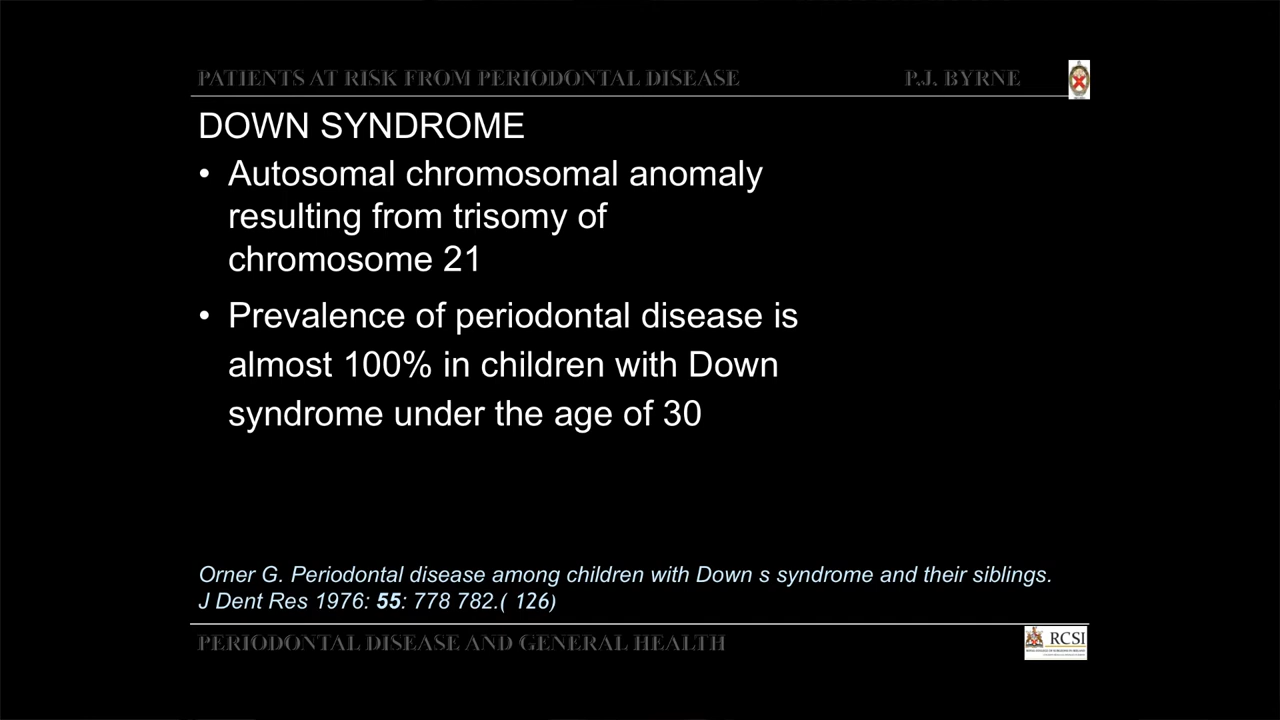 PATIENTS AT RISK FROM PERIODONTAL DISEASE P.J. BYRNE
DOWN SYNDROME
• Autosomal chromosomal anomaly
resulting from trisomy of
chromosome 21
• Prevalence of periodontal disease is
almost 100% in children with Down
syndrome under the age of 30
Orner G. Periodontal disease among children with Down s syndrome and their siblings.
J Dent Res 1976: 55: 778 782.( 126)
PERIODONTAL DISEASE AND GENERAL HEALTH
RCSI